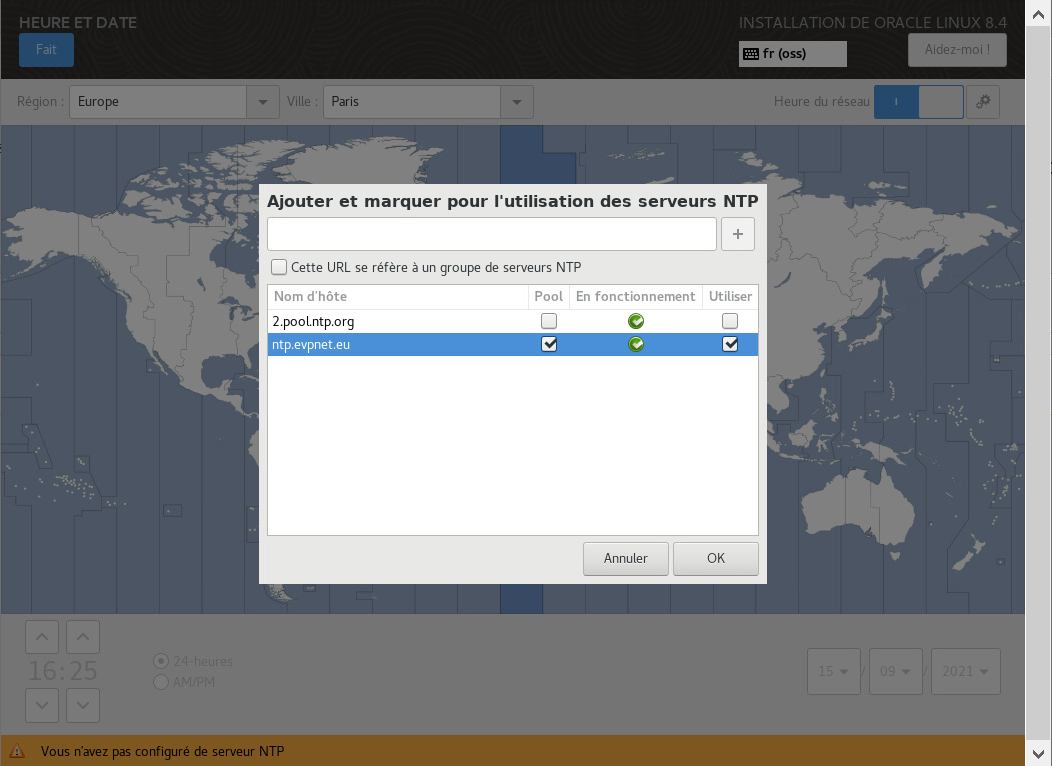 HEURE ET DATE
INSTALLATION DE ORACLE LINUX 8.4
Fait
fr (oss)
Aidez-moi !
Région :
Europe
Ville :
Paris
Heure du réseau
Ajouter et marquer pour l'utilisation des serveurs NTP
+
Cette URL se réfère à un groupe de serveurs NTP
Nom d'hôte Pool En fonctionnement Utiliser
2.pool.ntp.org
ntp.evpnet.eu
Annuler
OK
16:25
24-heures
AM/PM
15 / 09 / 2021
Vous n'avez pas configuré de serveur NTP